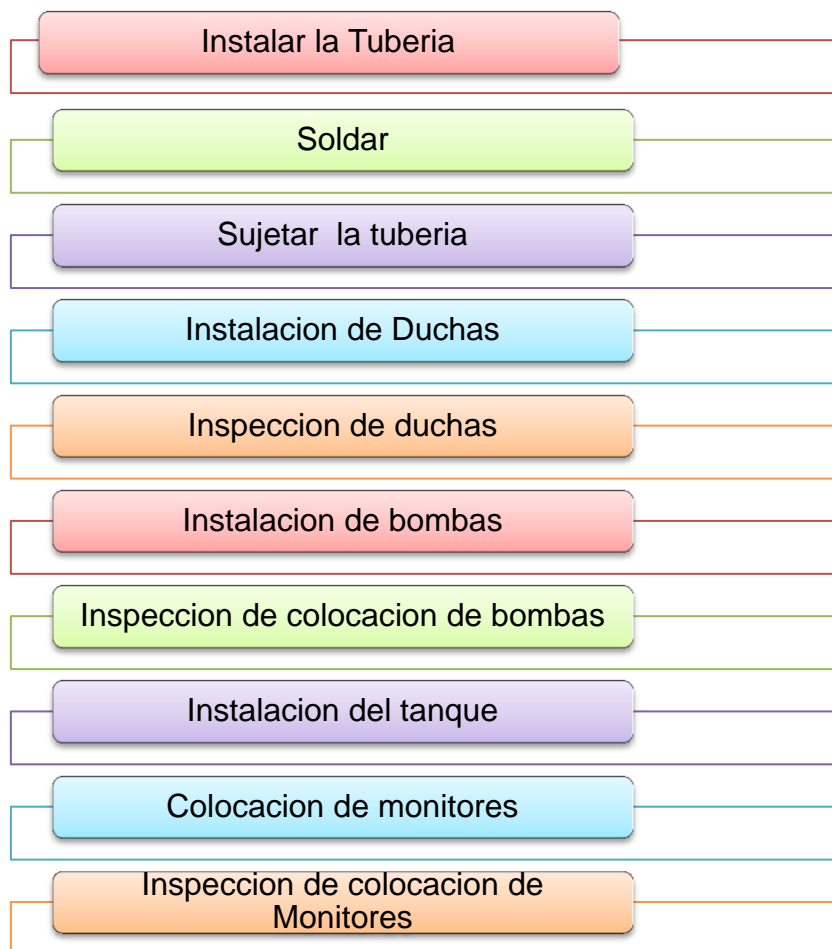 Instalar la Tuberia
Soldar
Sujetar  la tuberia
Instalacion de Duchas
Inspeccion de duchas
Instalacion de bombas
Inspeccion de colocacion de bombas
Instalacion del tanque
Colocacion de monitores
Inspeccion de colocacion de
Monitores